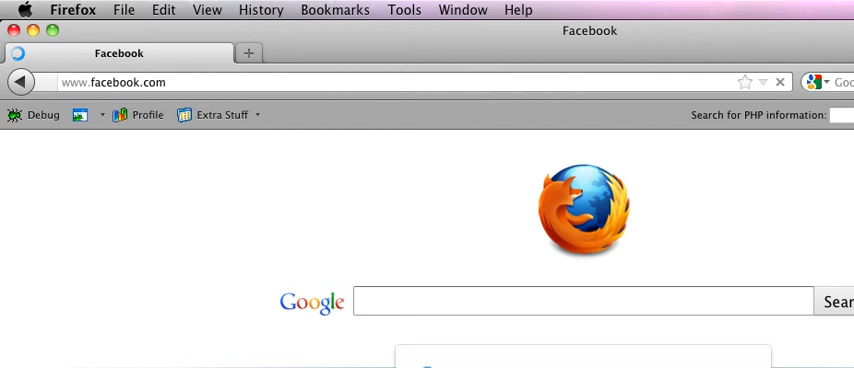 Firefox File Edit View History Bookmarks Tools Window Help
Facebook
Facebook
www.facebook.com
Debug Profile Extra Stuff Search for PHP information:
Google